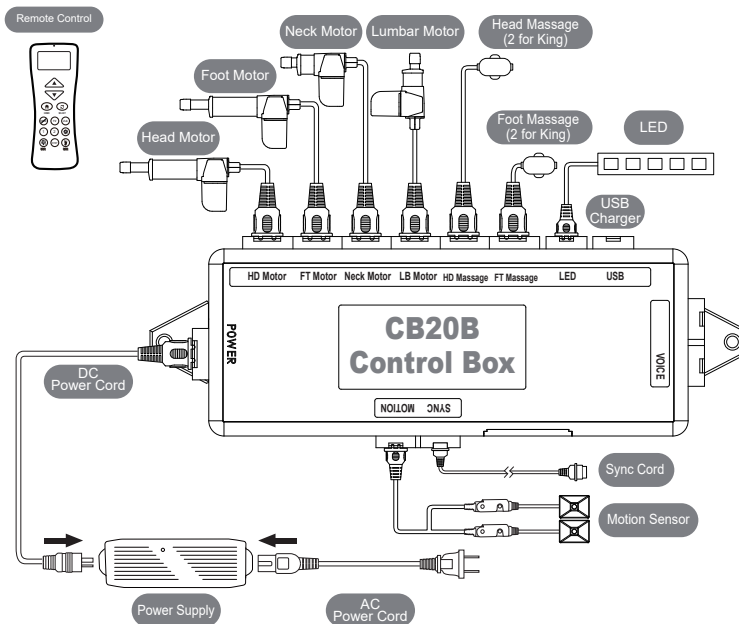 Remote Control
Neck Motor
Lumbar Motor
Head Massage
(2 for King)
Foot Motor
Foot Massage
(2 for King)
LED
Head Motor
USB
Charger
HD Motor
FT Motor
Neck Motor
LB Motor
HD Massage
FT Massage
LED
USB
POWER
CB20B
Control Box
VOICE
DC
Power Cord
MOTION
SYNC
Sync Cord
Motion Sensor
Power Supply
AC
Power Cord